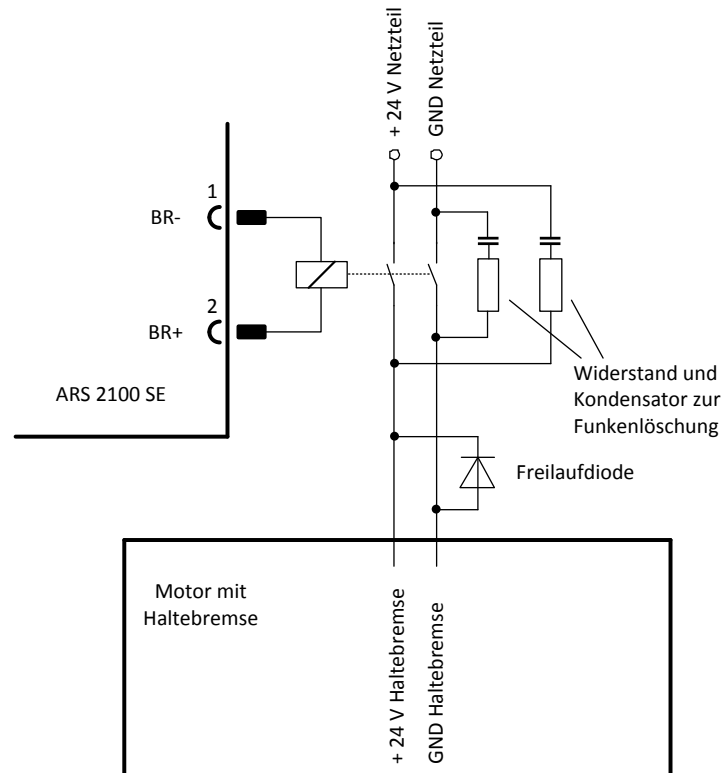 + 24 V Netzteil
GND Netzteil
1
BR-
2
BR+
ARS 2100 SE
Widerstand und
Kondensator zur
Funkenlöschung
Freilaufdiode
Motor mit
Haltebremse
+ 24 V Haltebremse
GND Haltebremse